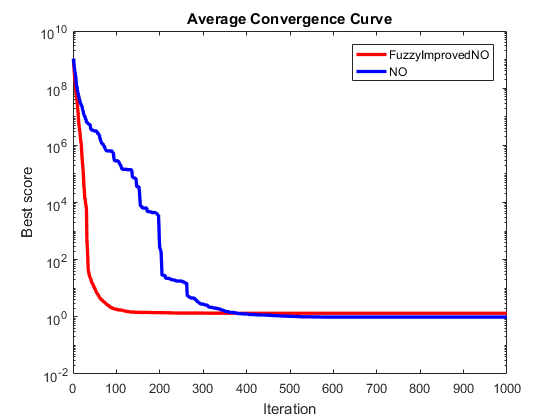 Average Convergence Curve
FuzzyImprovedNO
NO
Best score
10^10
10^8
10^6
10^4
10^2
10^0
10^-2
0 100 200 300 400 500 600 700 800 900 1000
Iteration